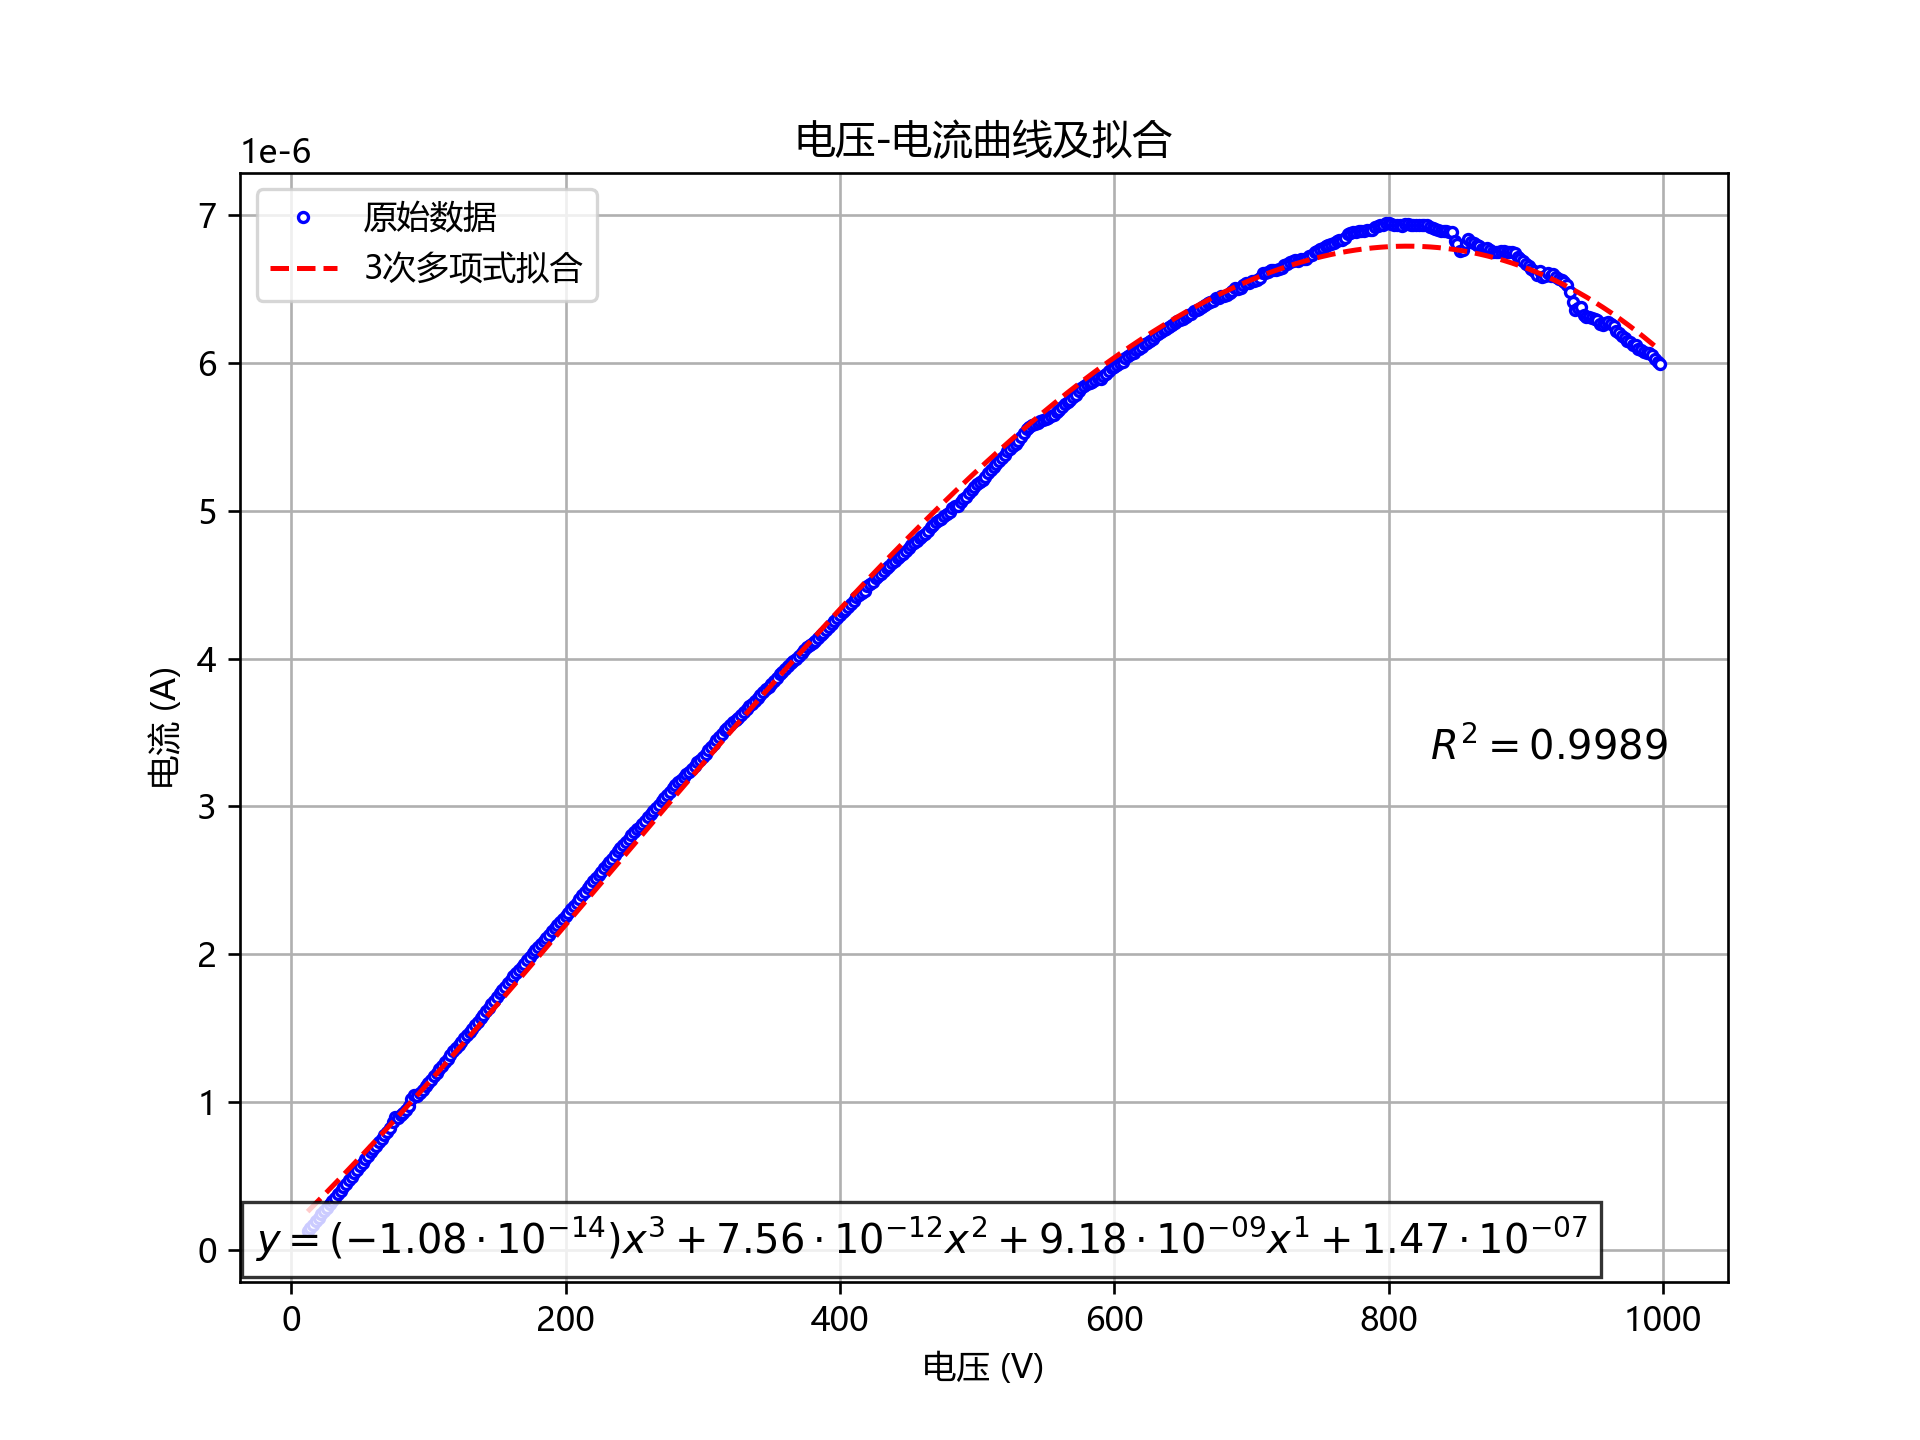 电压-电流曲线及拟合
1e-6
原始数据
3次多项式拟合
7
6
5
4
3
2
1
0
电流 (A)
R² = 0.9989
y = (−1.08 · 10⁻¹⁴)x³ + 7.56 · 10⁻¹²x² + 9.18 · 10⁻⁰⁹x¹ + 1.47 · 10⁻⁰⁷
0 200 400 600 800 1000
电压 (V)